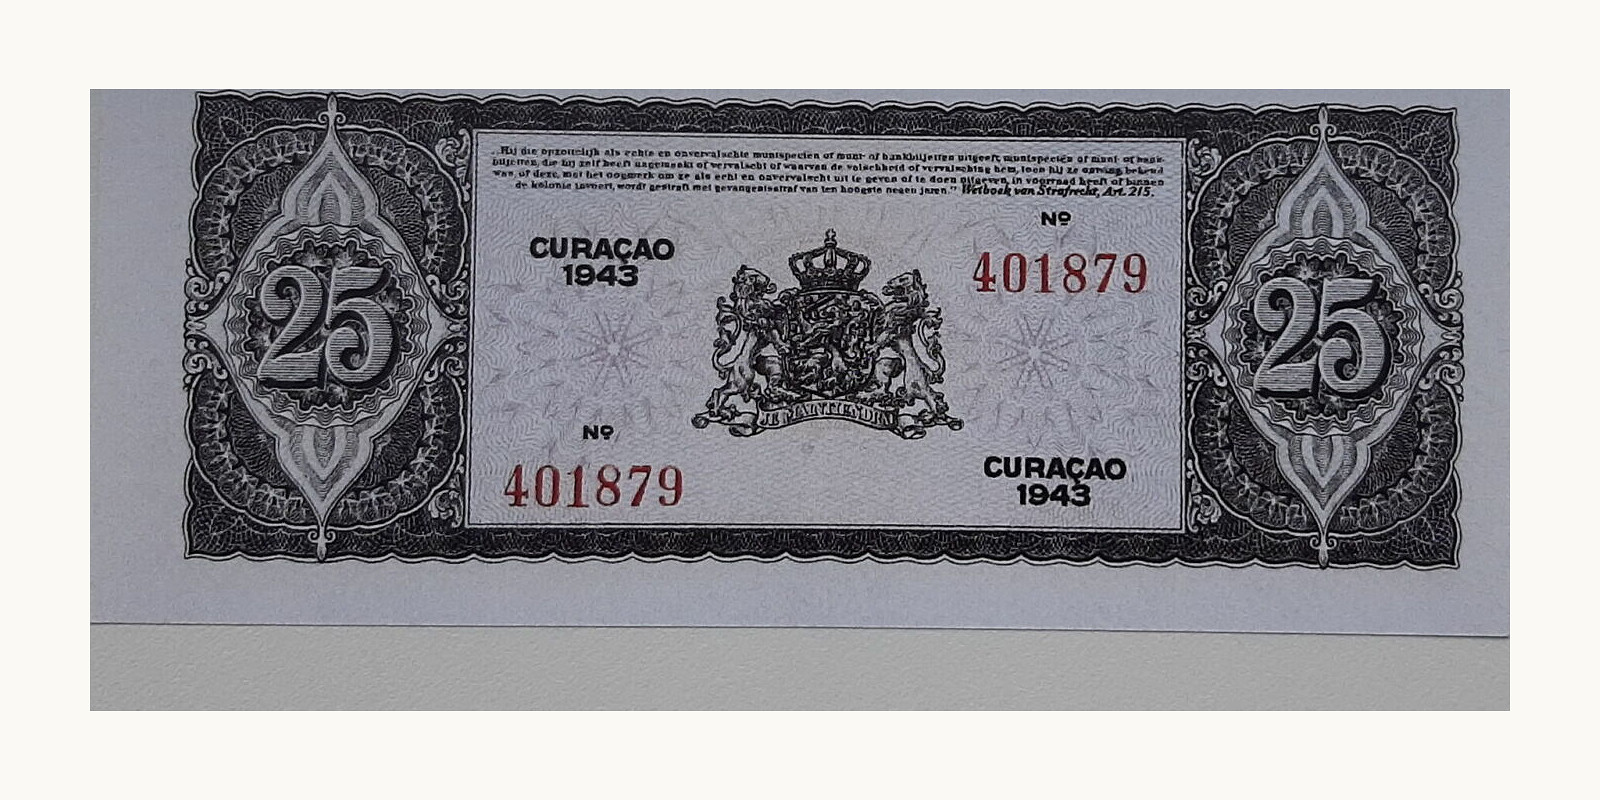 „Hij die opzettelijk als echte en onvervalschte muntspecien of munt- of bankbiljetten uitgeeft, muntspecien of munt- of bank-
biljetten, die hij zelf heeft nagemaakt of vervalscht of waarvan de valschheid of vervalsching hem, toen hij ze ontving, bekend
was, of deze, met het oogmerk om ze als echt en onvervalscht uit te geven of te doen uitgeven, in voorraad heeft of binnen
de kolonie invoert, wordt gestraft met gevangenisstraf van ten hoogste negen jaren." Wetboek van Strafrecht, Art. 215.
Nº
CURAÇAO
1943
401879
25
25
JE MAINTIENDRAI
Nº
401879
CURAÇAO
1943